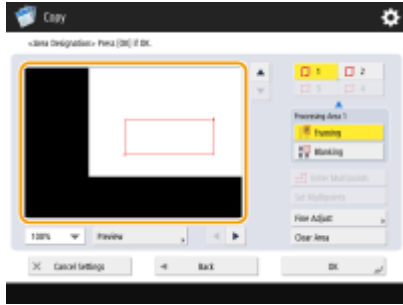 Copy
<Area Designation> Press [OK] if OK.
1
2
3
4
Processing Area 1
Framing
Blanking
Enter Multipoints
Set Multipoints
Fine Adjust
100%
Preview
Clear Area
Cancel Settings
Back
OK